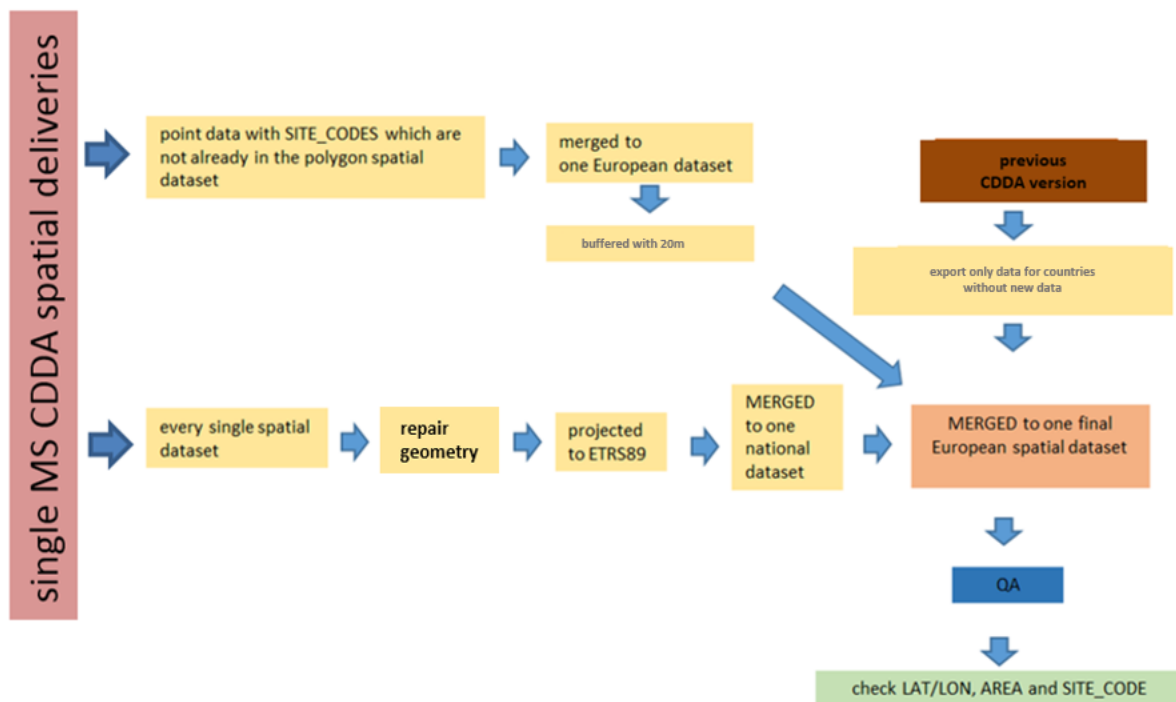 single MS CDDA spatial deliveries
point data with SITE_CODES which are
not already in the polygon spatial
dataset
merged to
one European dataset
buffered with 20m
previous
CDDA version
export only data for countries
without new data
every single spatial
dataset
repair
geometry
projected
to ETRS89
MERGED
to one
national
dataset
MERGED to one final
European spatial dataset
QA
check LAT/LON, AREA and SITE_CODE